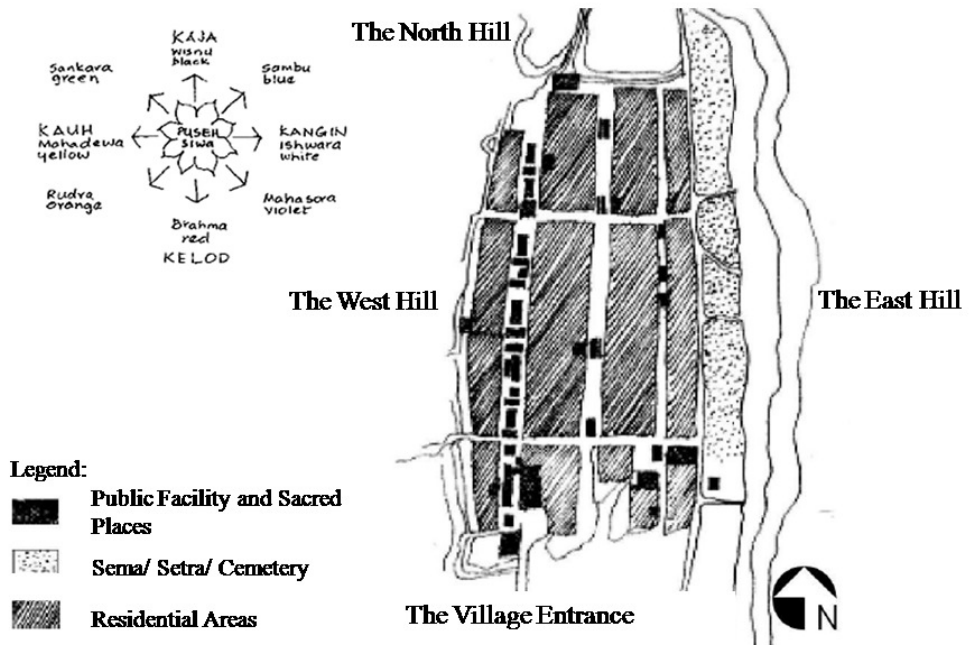 KAJA
wisnu
black
Sankara
green
Sambu
blue
KAUH
Mahadewa
yellow
PUSEH
SIWA
KANGIN
ishwara
white
Rudra
orange
Mahasora
violet
Brahma
red
KELOD
The North Hill
The West Hill
The East Hill
Legend:
Public Facility and Sacred
Places
Sema/ Setra/ Cemetery
Residential Areas
The Village Entrance
N